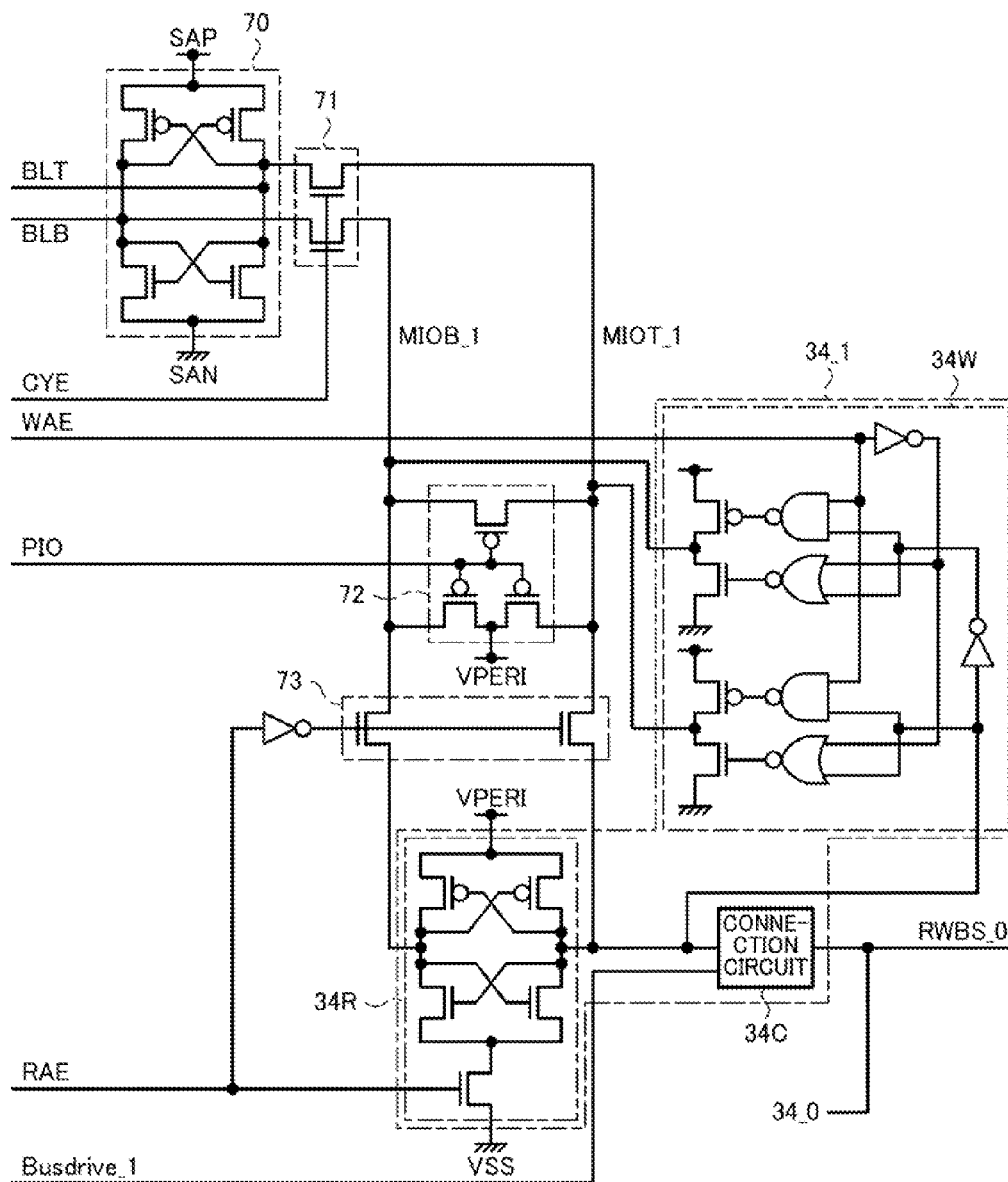 70
SAP
71
BLT
BLB
MIOB_1
MIOT_1
SAN
34_1
34W
CYE
WAE
PIO
72
VPERI
73
VPERI
CONNE-
CTION
CIRCUIT
RWBS_0
34R
34C
RAE
34_0
VSS
Busdrive_1